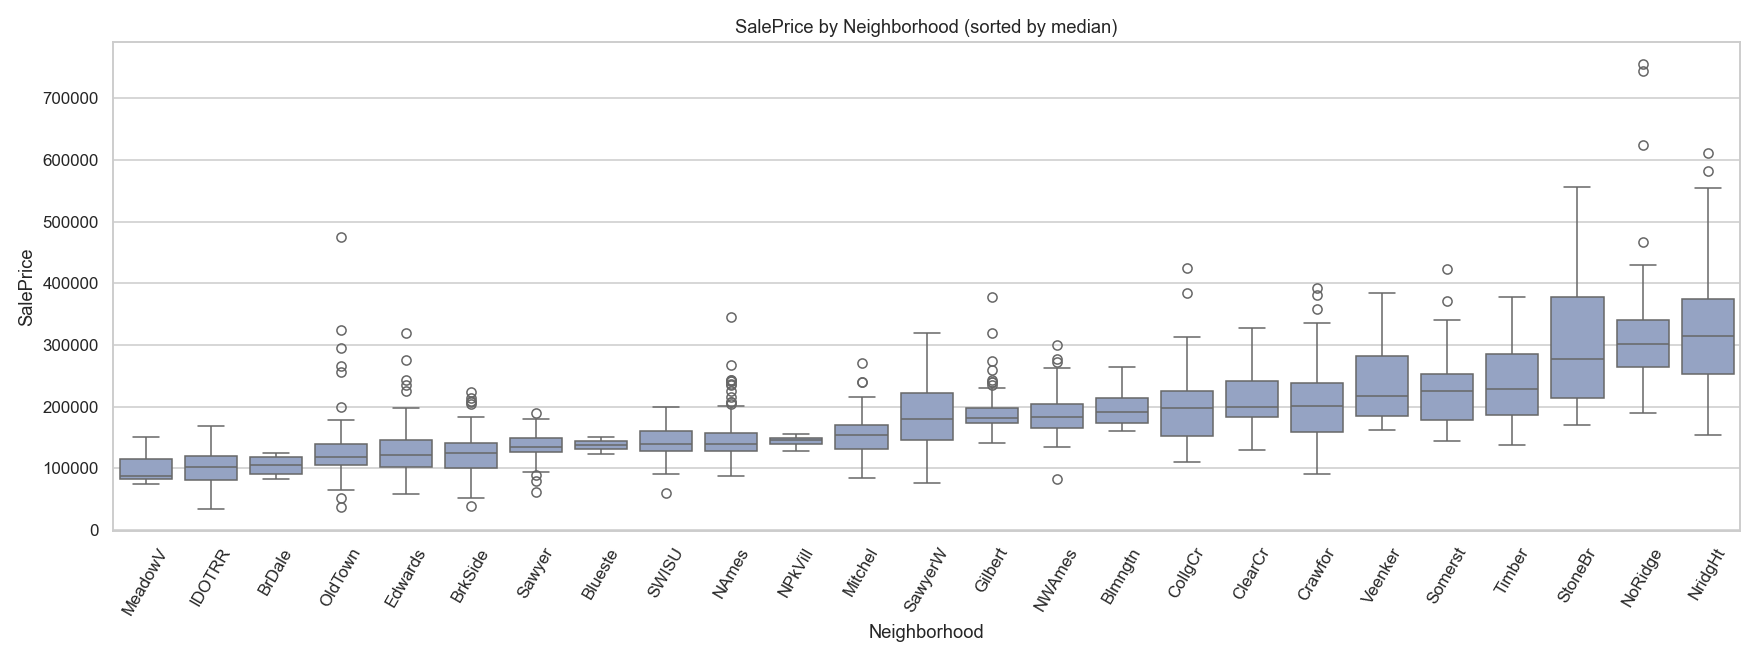 SalePrice by Neighborhood (sorted by median)
SalePrice
700000
600000
500000
400000
300000
200000
100000
0
MeadowV
IDOTRR
BrDale
OldTown
Edwards
BrkSide
Sawyer
Blueste
SWISU
NAmes
NPkVill
Mitchel
SawyerW
Gilbert
NWAmes
Blmngtn
CollgCr
ClearCr
Crawfor
Veenker
Somerst
Timber
StoneBr
NoRidge
NridgHt
Neighborhood